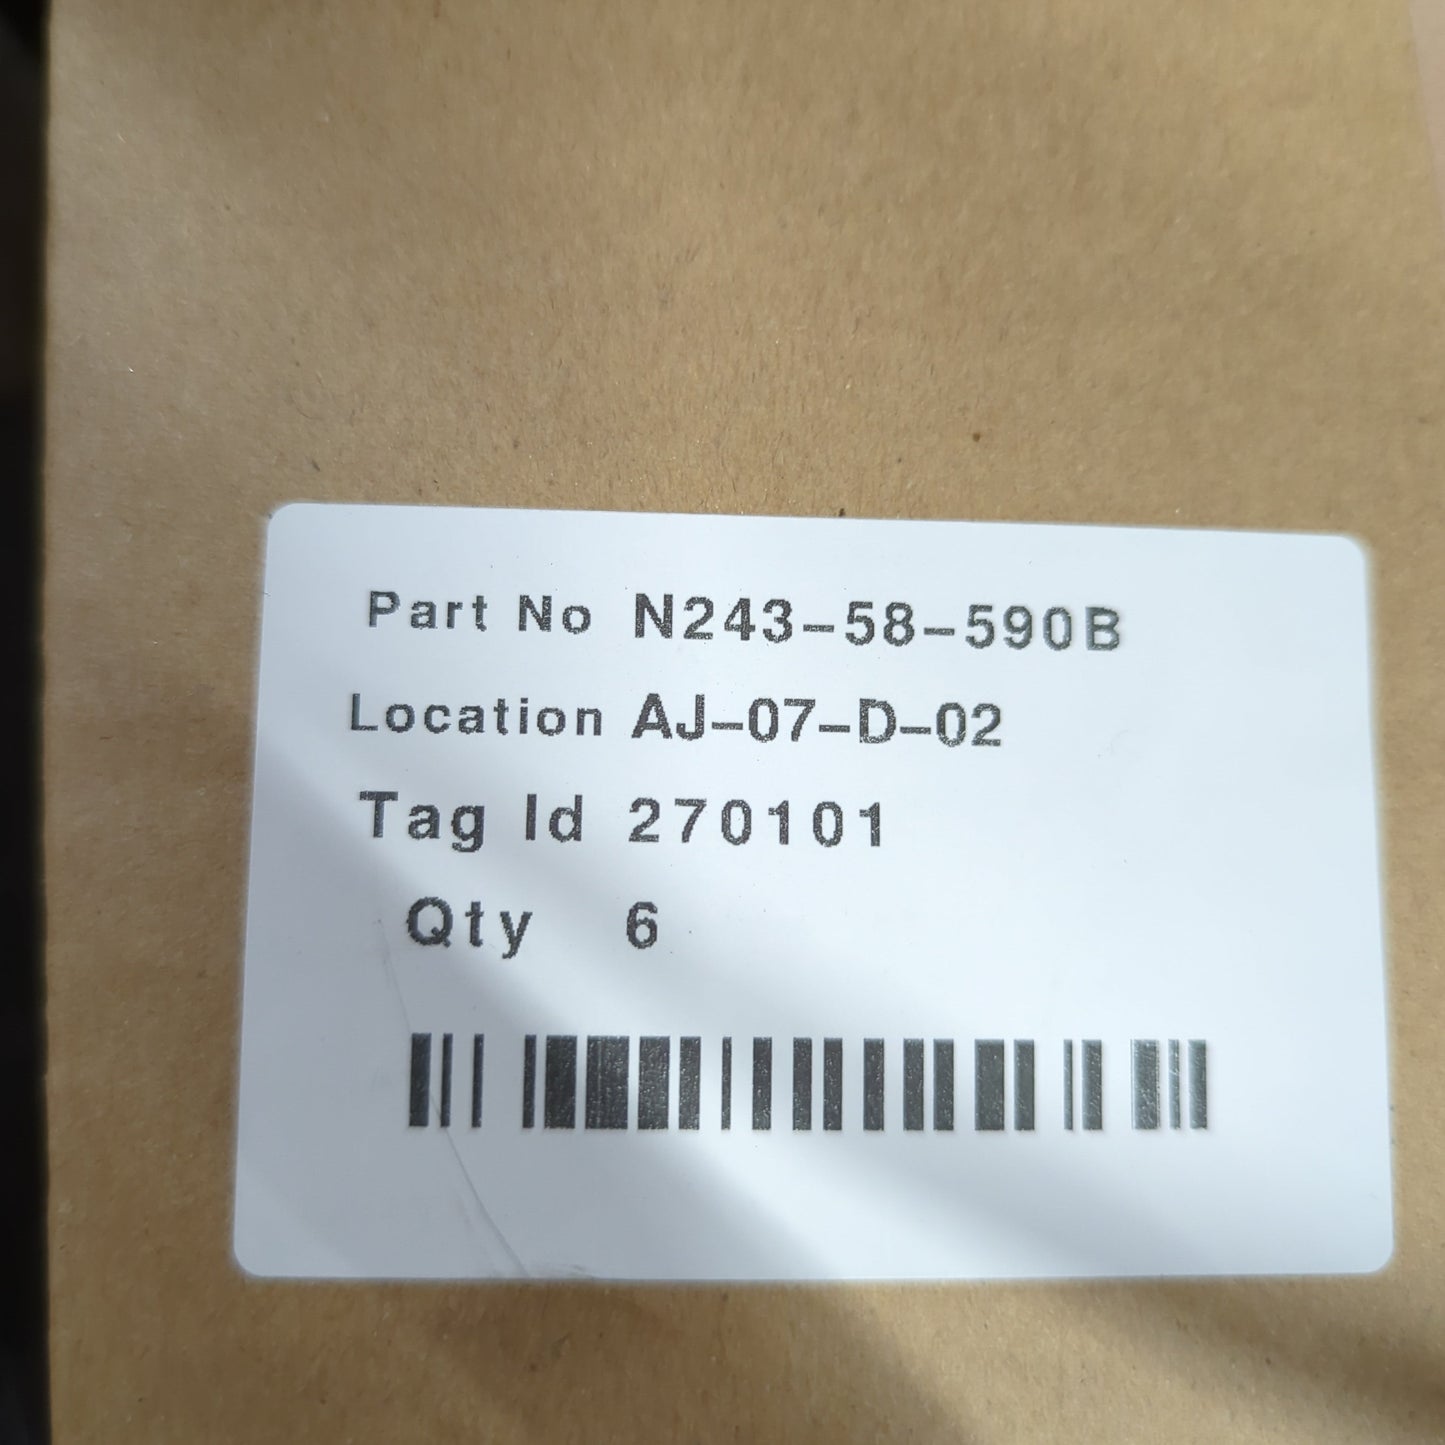 Part No N243-58-590B
Location AJ-07-D-02
Tag Id 270101
Qty 6